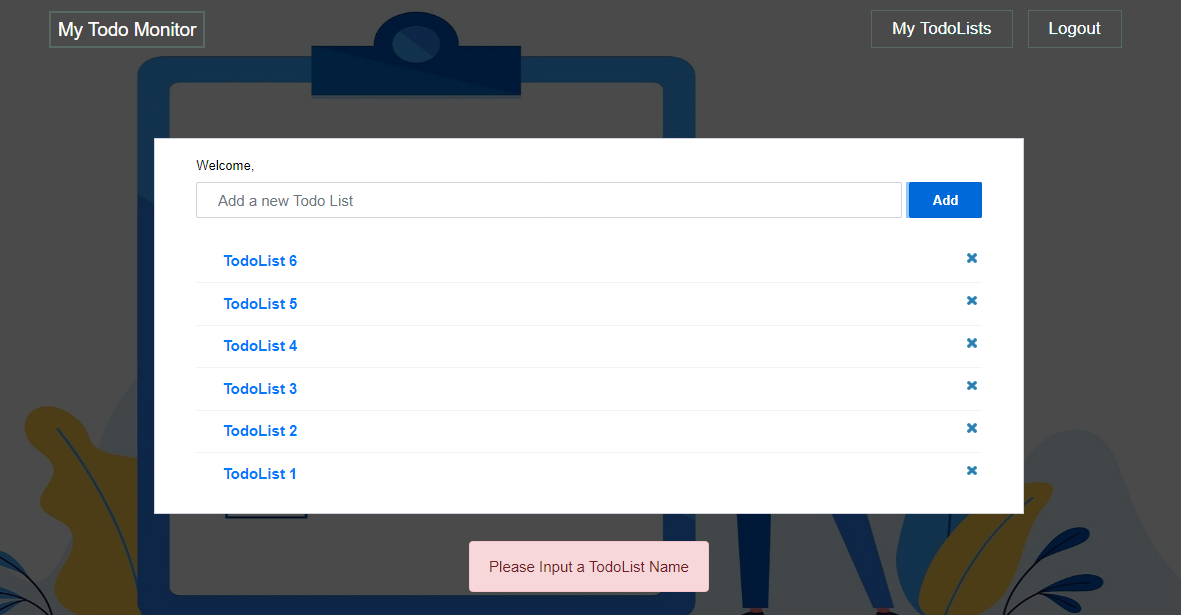 My Todo Monitor
My TodoLists
Logout
Welcome,
Add a new Todo List
Add
TodoList 6
TodoList 5
TodoList 4
TodoList 3
TodoList 2
TodoList 1
Please Input a TodoList Name